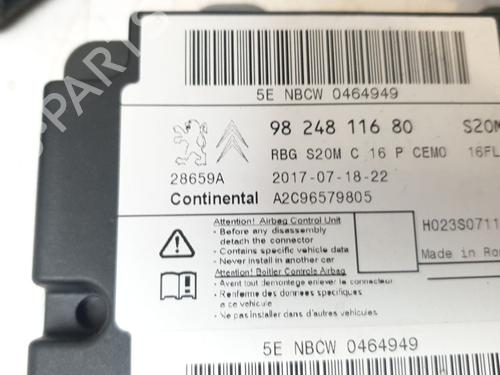 5E NBCW 0464949
98 248 116 80 S20M
RBG S20M C 16 P CEMO 16FL
28659A 2017-07-18-22
Continental A2C96579805
Attention! Airbag Control Unit
- Before any disassembly
detach the connector
- Contains specific vehicle data
- Never install in another car
Attention! Boitier Controle Airbag
- Avant tout demontage enlever le connecteur
- Renferme des donnees specifiques
a ce vehicule
- Ne pas installer dans d'autres vehicules
H023S0711
Made in Ro
5E NBCW 0464949